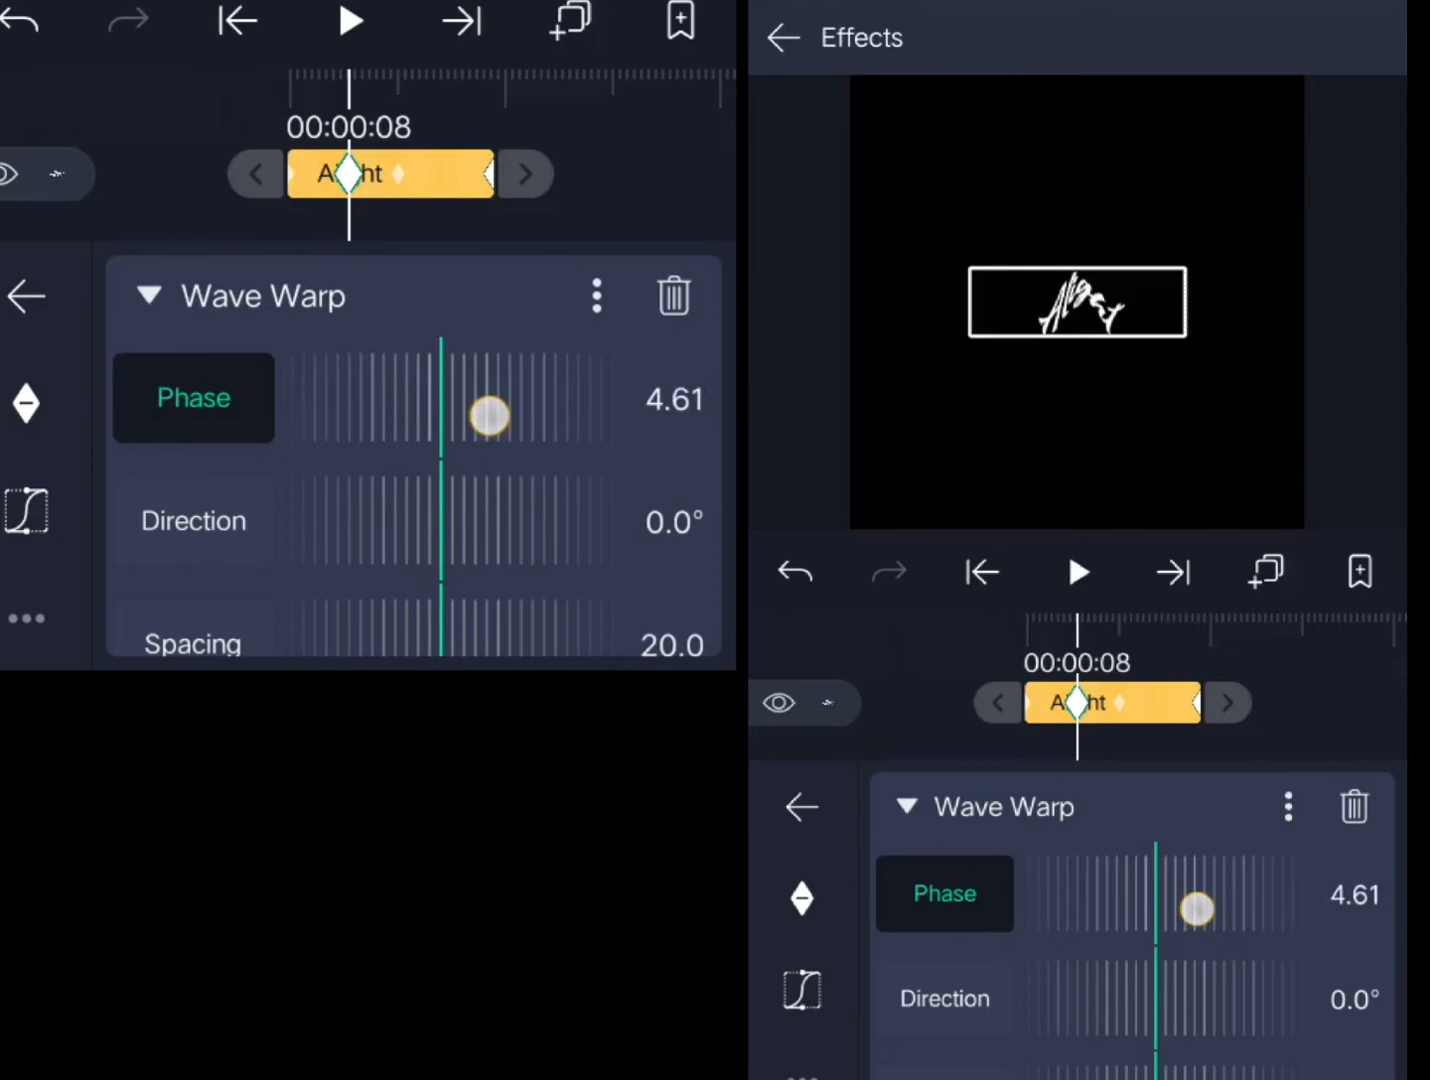 00:00:08
Wave Warp
Phase
4.61
Direction
0.0°
Spacing
20.0
Effects
00:00:08
Wave Warp
Phase
4.61
Direction
0.0°